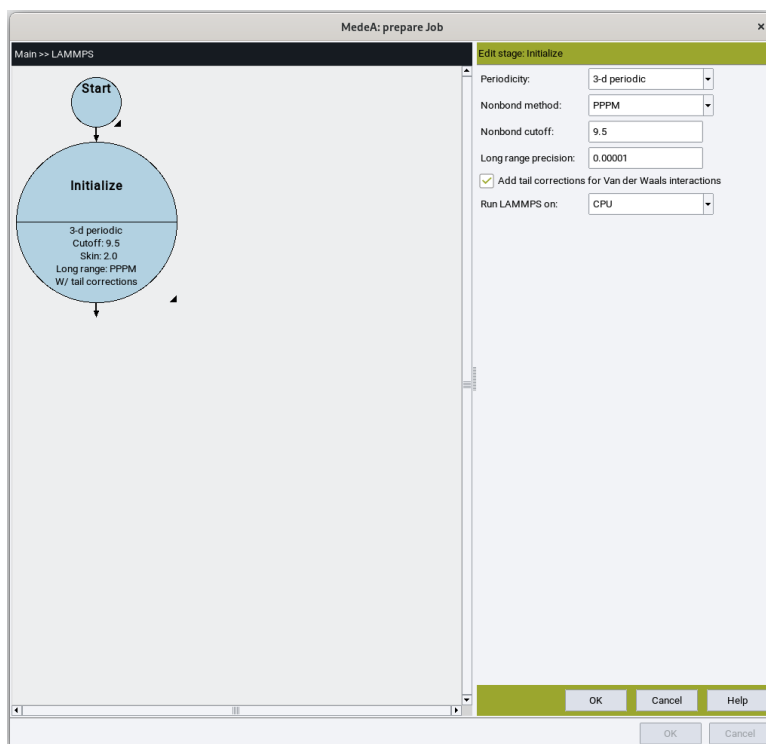 MedeA: prepare Job
×
Main >> LAMMPS
Start
Initialize
3-d periodic
Cutoff: 9.5
Skin: 2.0
Long range: PPPM
W/ tail corrections
Edit stage: Initialize
Periodicity: 3-d periodic
Nonbond method: PPPM
Nonbond cutoff: 9.5
Long range precision: 0.00001
Add tail corrections for Van der Waals interactions
Run LAMMPS on: CPU
OK Cancel Help
OK Cancel